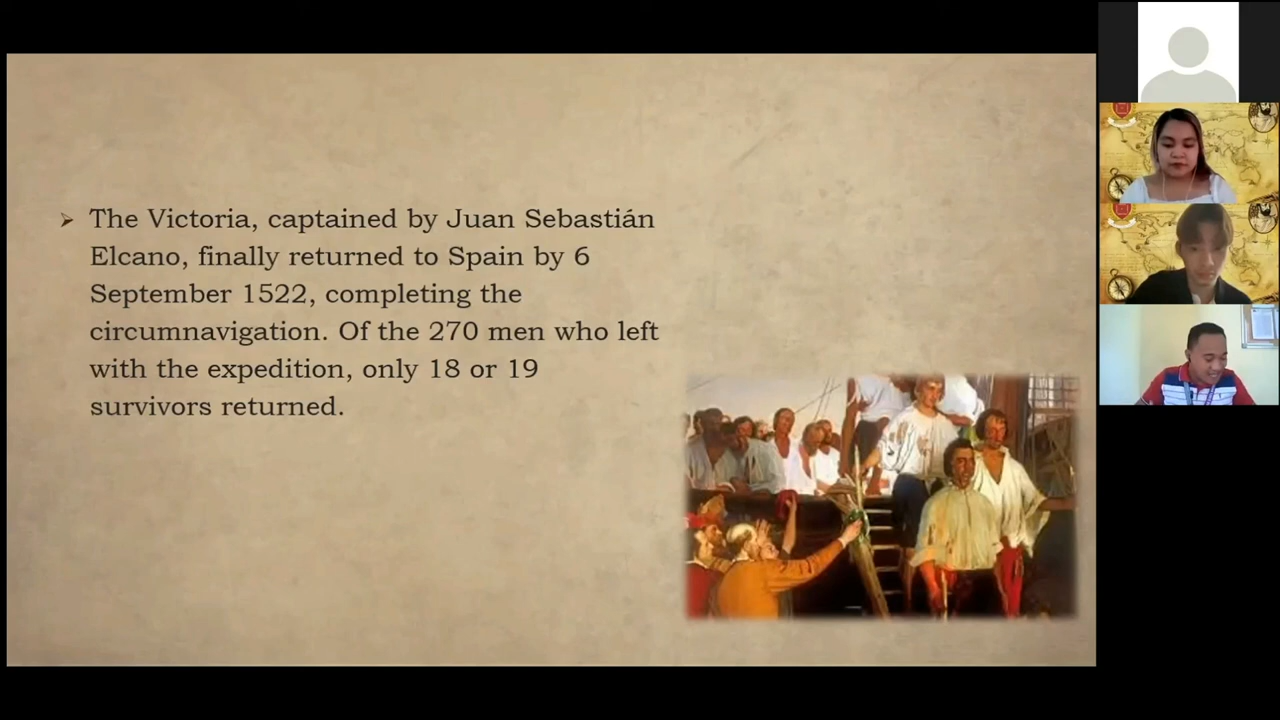 ➢ The Victoria, captained by Juan Sebastián
Elcano, finally returned to Spain by 6
September 1522, completing the
circumnavigation. Of the 270 men who left
with the expedition, only 18 or 19
survivors returned.